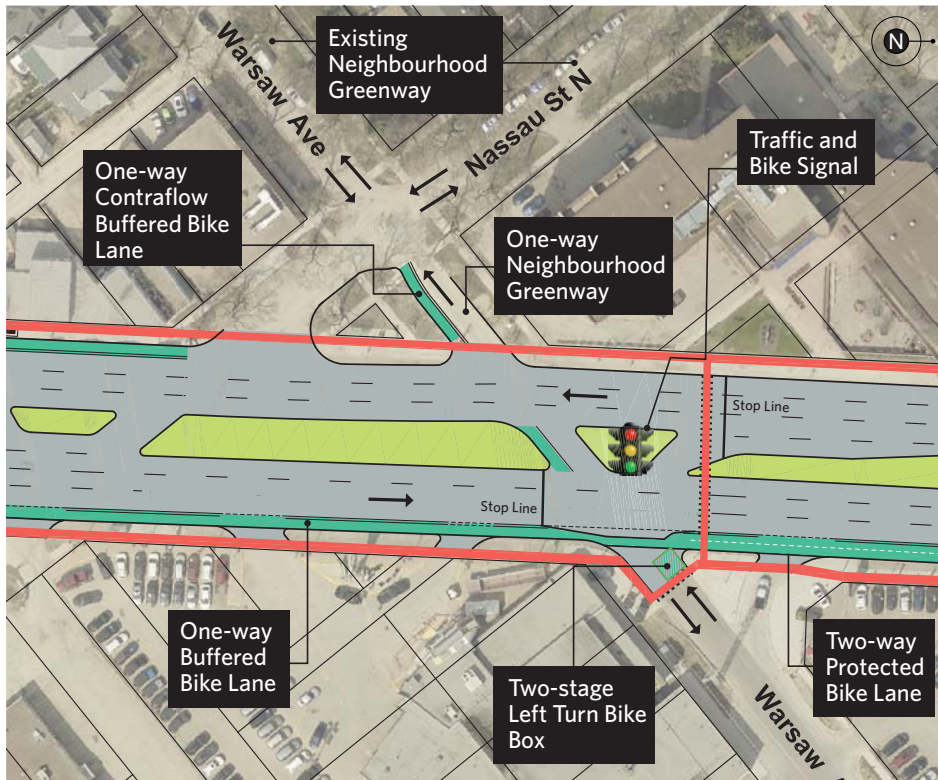 N
Existing
Neighbourhood
Greenway
Warsaw Ave
Nassau St N
Traffic and
Bike Signal
One-way
Contraflow
Buffered Bike
Lane
One-way
Neighbourhood
Greenway
Stop Line
Stop Line
One-way
Buffered
Bike Lane
Two-stage
Left Turn Bike
Box
Two-way
Protected
Bike Lane
Warsaw